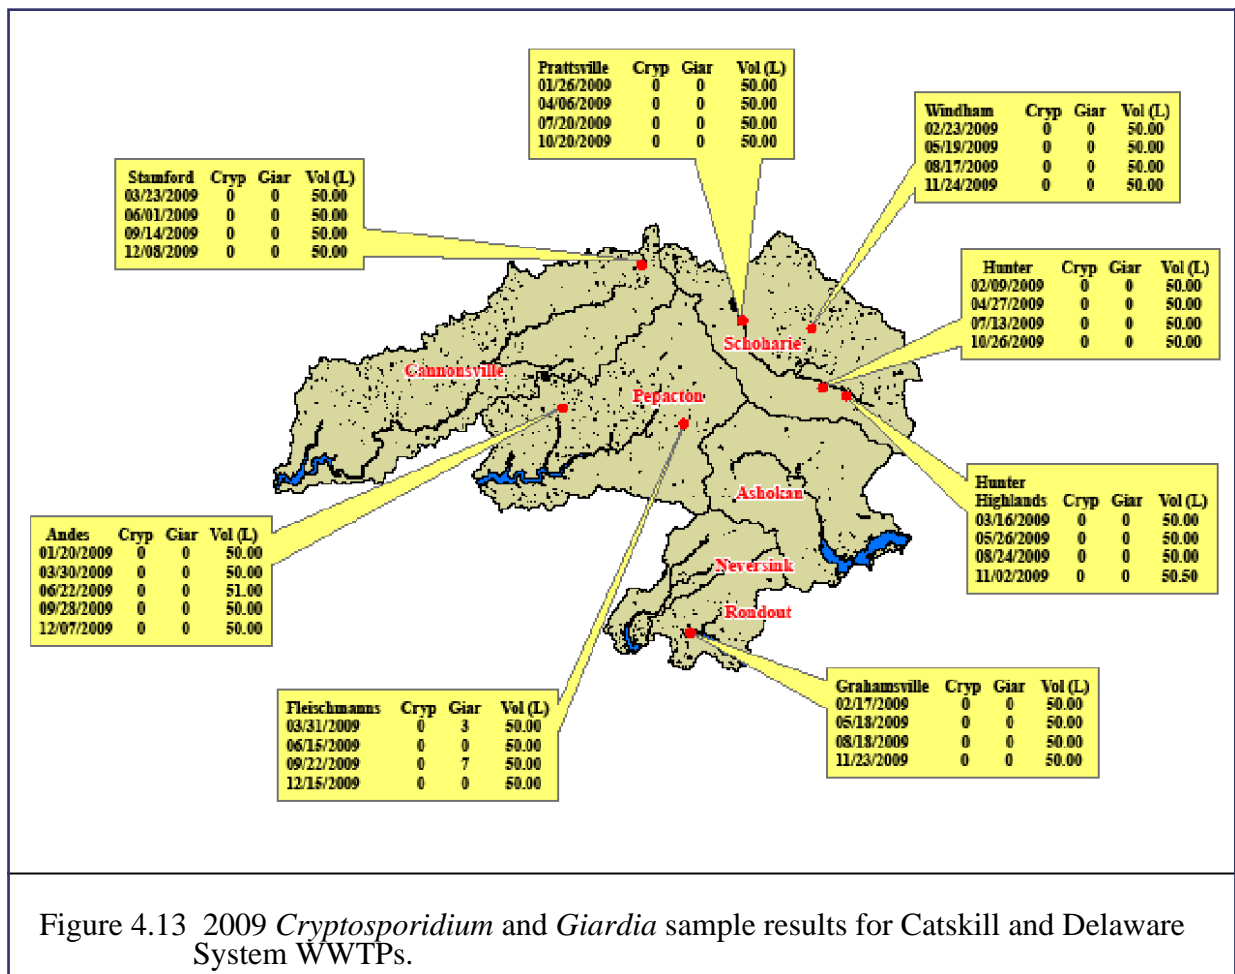 Prattsville Cryp Giar Vol (L)
01/26/2009 0 0 50.00
04/06/2009 0 0 50.00
07/20/2009 0 0 50.00
10/20/2009 0 0 50.00
Windham Cryp Giar Vol (L)
02/23/2009 0 0 50.00
05/19/2009 0 0 50.00
08/17/2009 0 0 50.00
11/24/2009 0 0 50.00
Stamford Cryp Giar Vol (L)
03/23/2009 0 0 50.00
06/01/2009 0 0 50.00
09/14/2009 0 0 50.00
12/08/2009 0 0 50.00
Hunter Cryp Giar Vol (L)
02/09/2009 0 0 50.00
04/27/2009 0 0 50.00
07/13/2009 0 0 50.00
10/26/2009 0 0 50.00
Schoharie
Cannonsville
Pepacton
Ashokan
Neversink
Rondout
Hunter
Highlands Cryp Giar Vol (L)
03/16/2009 0 0 50.00
05/26/2009 0 0 50.00
08/24/2009 0 0 50.00
11/02/2009 0 0 50.50
Andes Cryp Giar Vol (L)
01/20/2009 0 0 50.00
03/30/2009 0 0 50.00
06/22/2009 0 0 51.00
09/28/2009 0 0 50.00
12/07/2009 0 0 50.00
Fleischmanns Cryp Giar Vol (L)
03/31/2009 0 3 50.00
06/15/2009 0 0 50.00
09/22/2009 0 7 50.00
12/15/2009 0 0 50.00
Grahamsville Cryp Giar Vol (L)
02/17/2009 0 0 50.00
05/18/2009 0 0 50.00
08/18/2009 0 0 50.00
11/23/2009 0 0 50.00
Figure 4.13 2009 Cryptosporidium and Giardia sample results for Catskill and Delaware
System WWTPs.